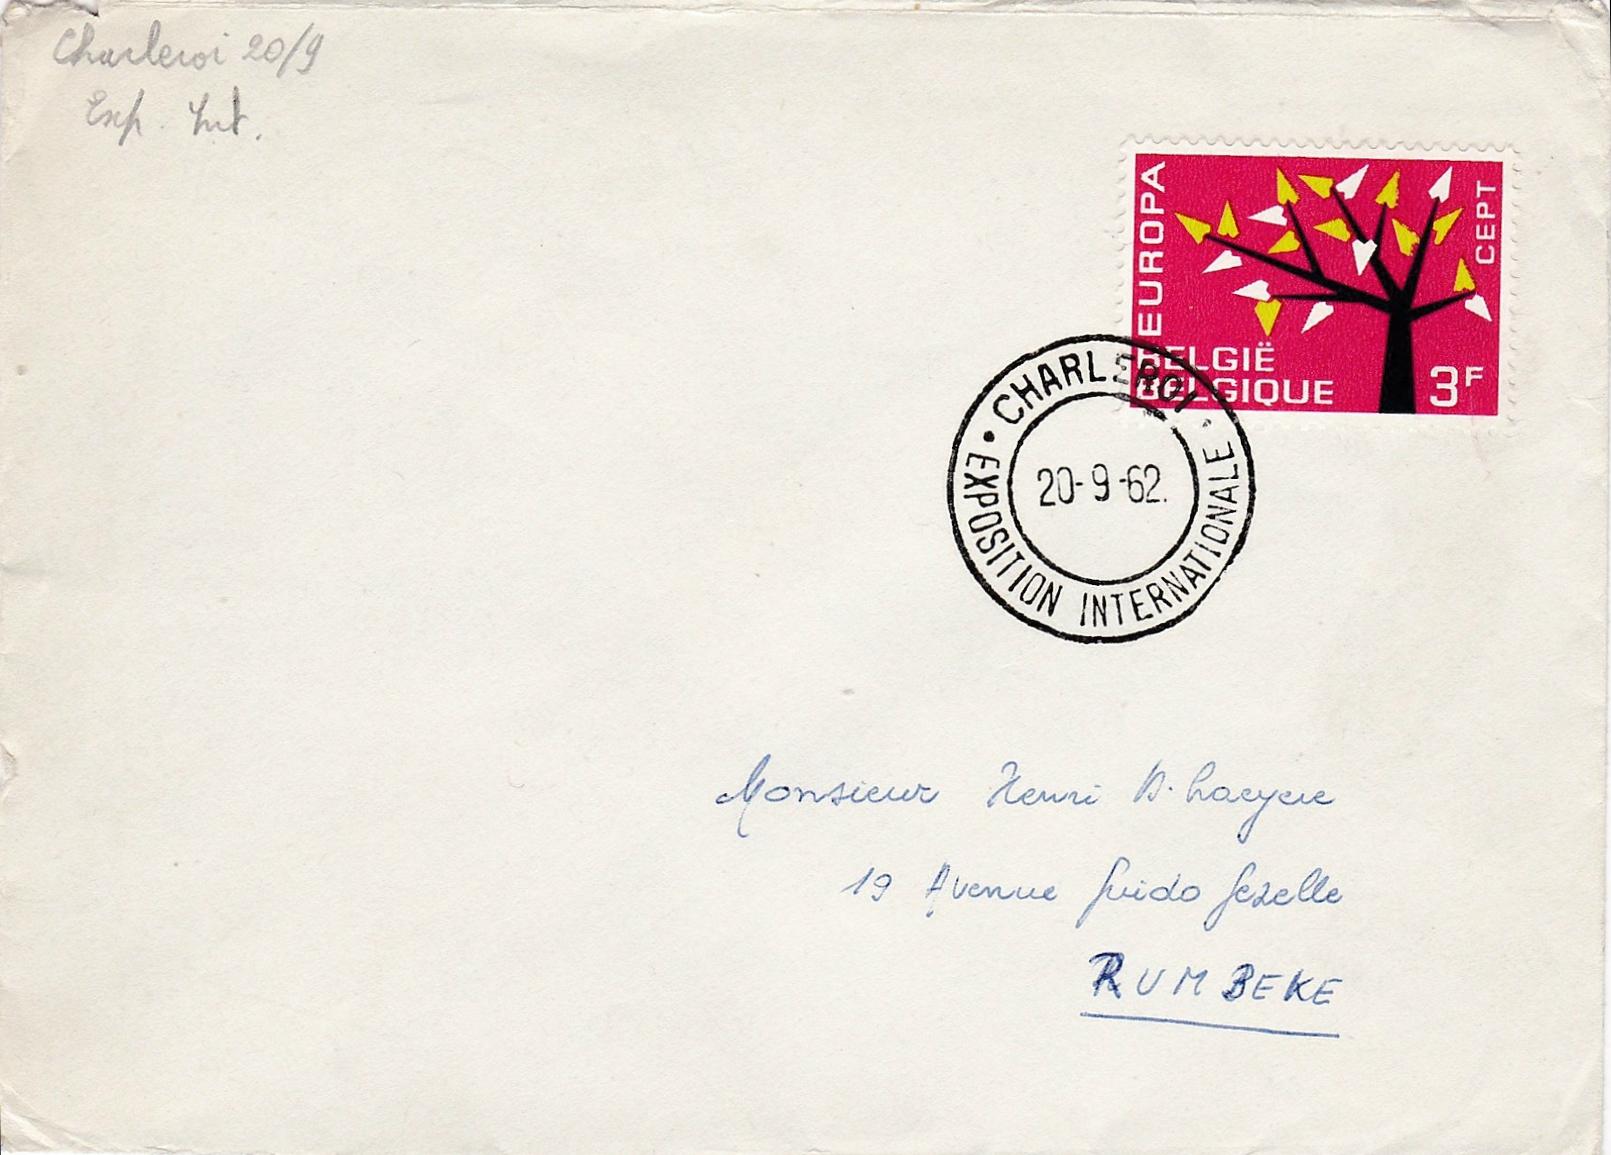 Charleroi 20/9
Exp. Int.
EUROPA
CEPT
BELGIË
BELGIQUE
3F
CHARLEROI
20-9-62.
EXPOSITION INTERNATIONALE
Monsieur Henri
19 Avenue Guido Gezelle
RUMBEKE